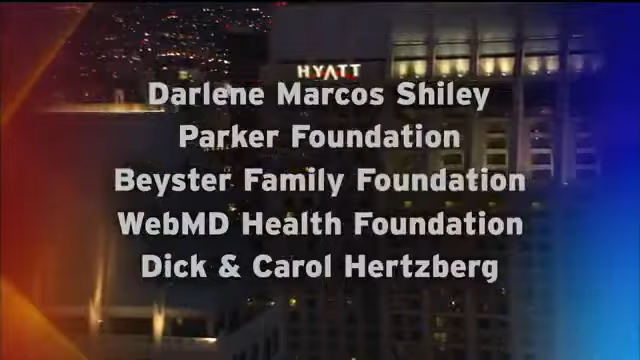 HYATT
Darlene Marcos Shiley
Parker Foundation
Beyster Family Foundation
WebMD Health Foundation
Dick & Carol Hertzberg